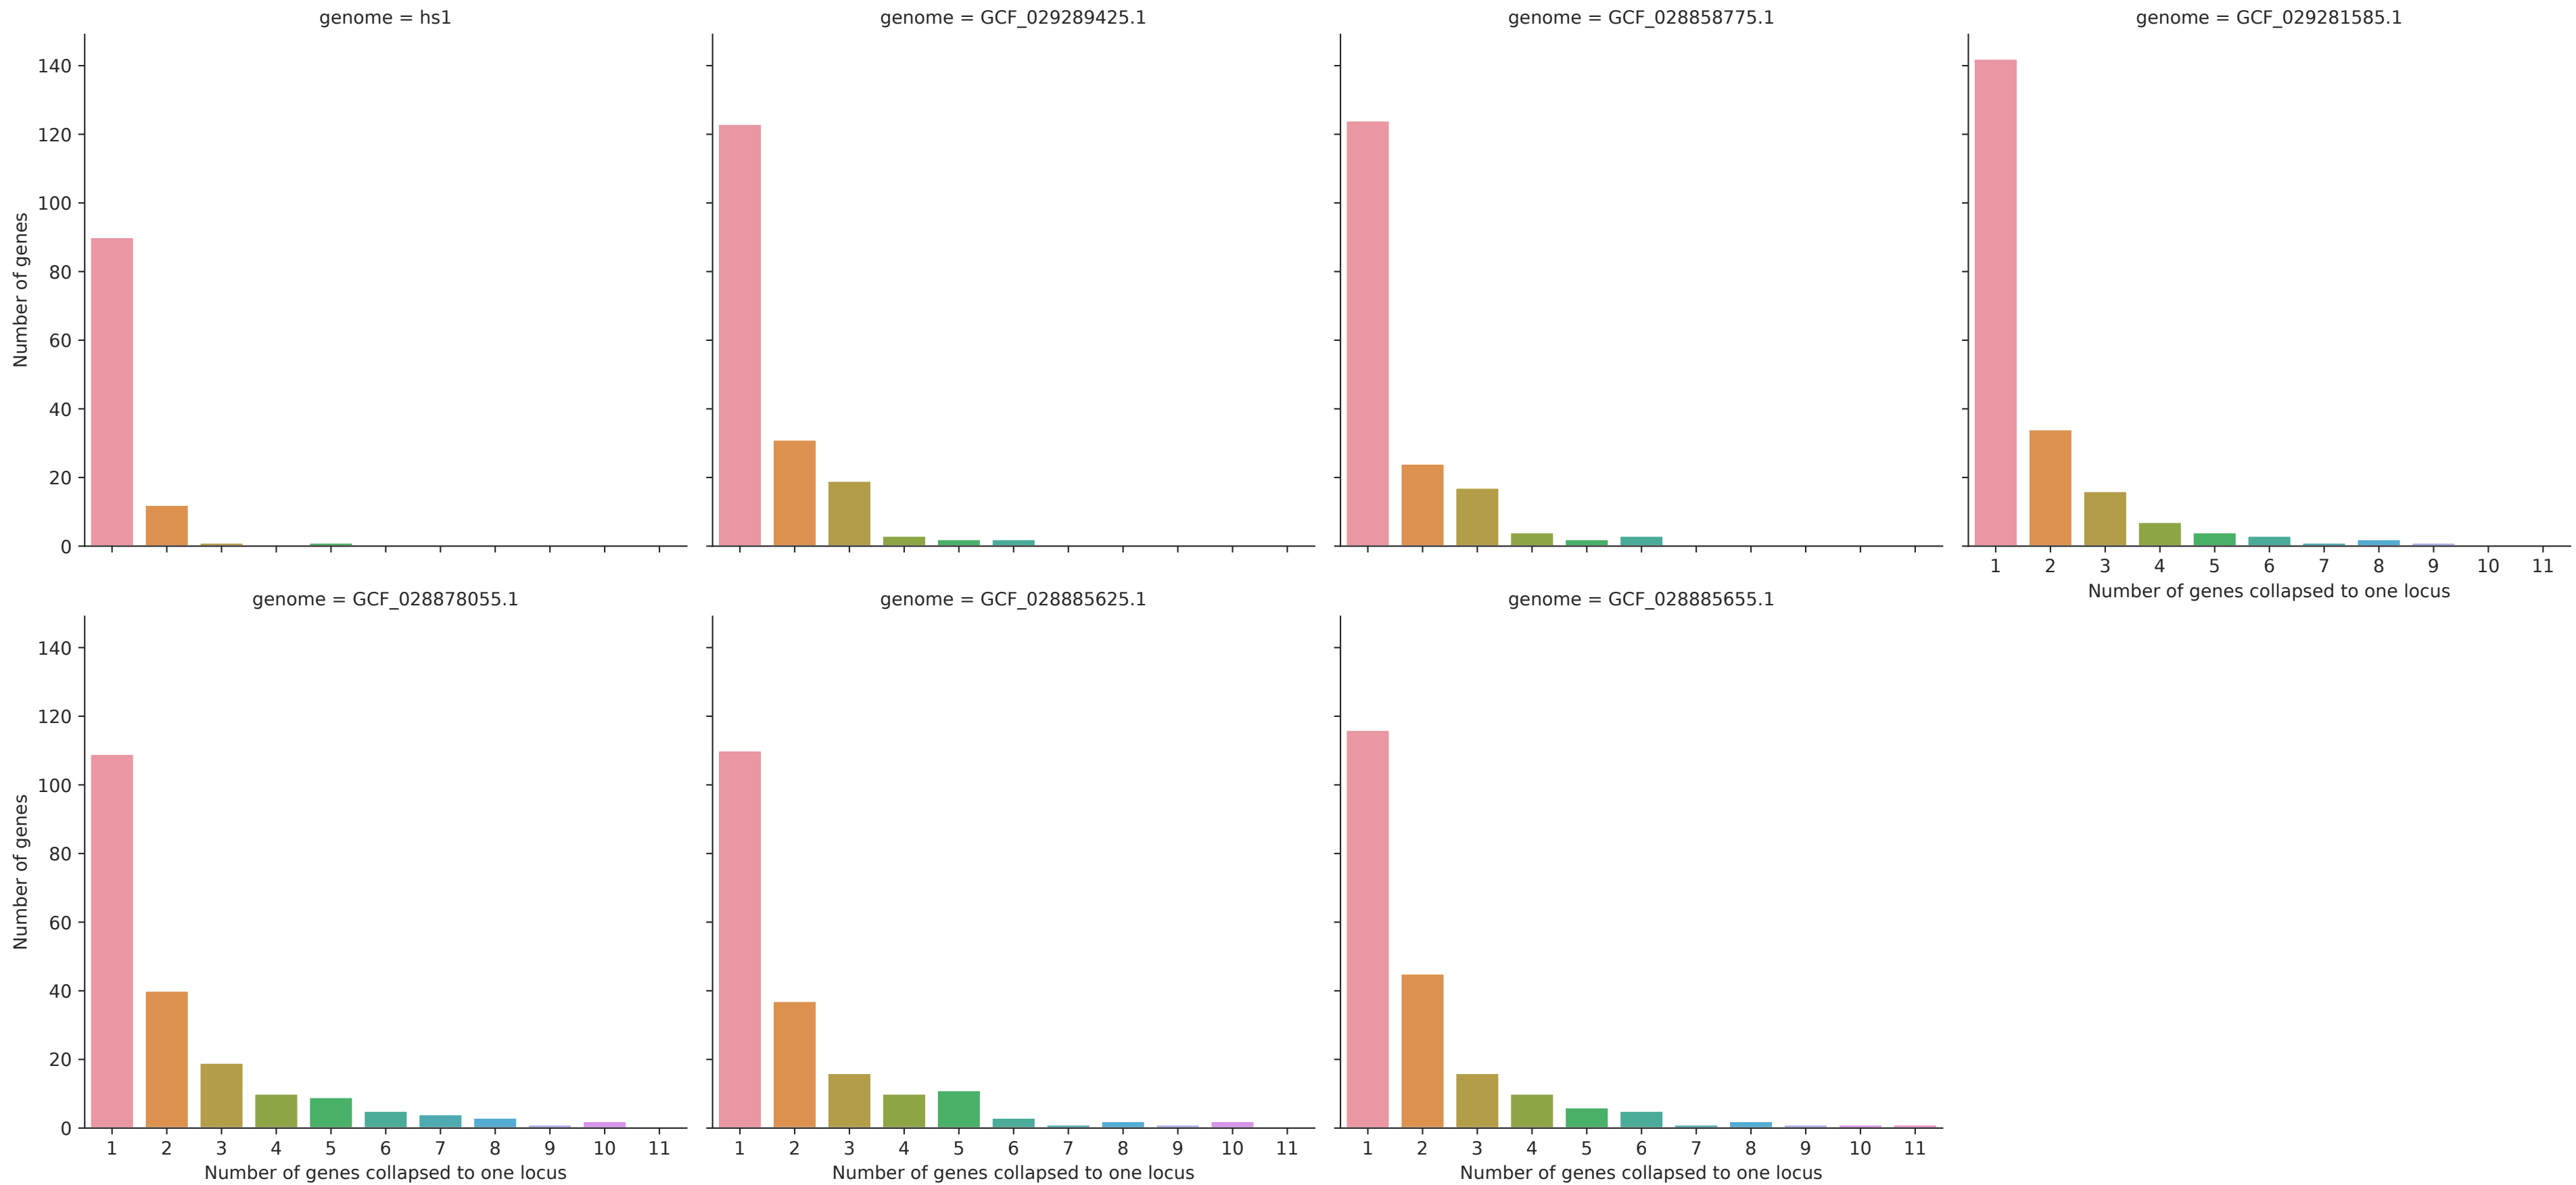 genome = hs1
genome = GCF_029289425.1
genome = GCF_028858775.1
genome = GCF_029281585.1
Number of genes
140
120
100
80
60
40
20
0
1 2 3 4 5 6 7 8 9 10 11
Number of genes collapsed to one locus
genome = GCF_028878055.1
genome = GCF_028885625.1
genome = GCF_028885655.1
Number of genes
140
120
100
80
60
40
20
0
1 2 3 4 5 6 7 8 9 10 11
Number of genes collapsed to one locus
1 2 3 4 5 6 7 8 9 10 11
Number of genes collapsed to one locus
1 2 3 4 5 6 7 8 9 10 11
Number of genes collapsed to one locus